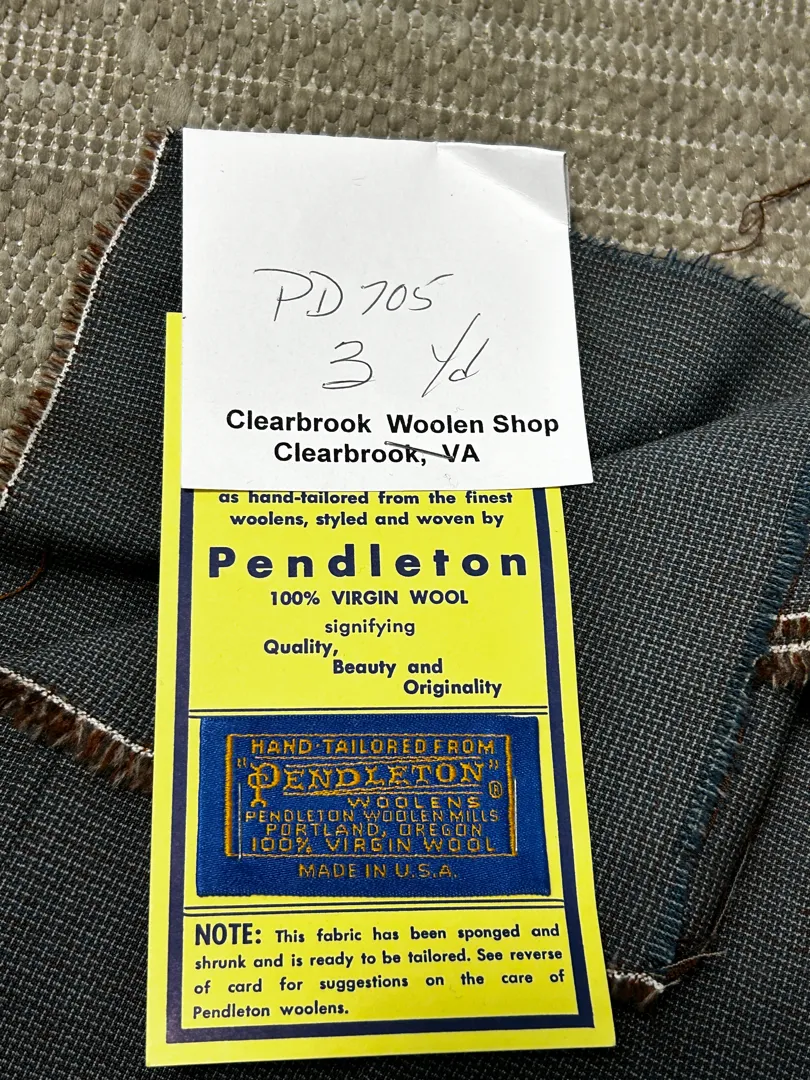 PD 705
3 Yd
Clearbrook Woolen Shop
Clearbrook, VA
as hand-tailored from the finest
woolens, styled and woven by
Pendleton
100% VIRGIN WOOL
signifying
Quality,
Beauty and
Originality
HAND-TAILORED FROM
"PENDLETON" ®
WOOLENS
PENDLETON WOOLEN MILLS
PORTLAND, OREGON
100% VIRGIN WOOL
MADE IN U.S.A.
NOTE: This fabric has been sponged and
shrunk and is ready to be tailored. See reverse
of card for suggestions on the care of
Pendleton woolens.